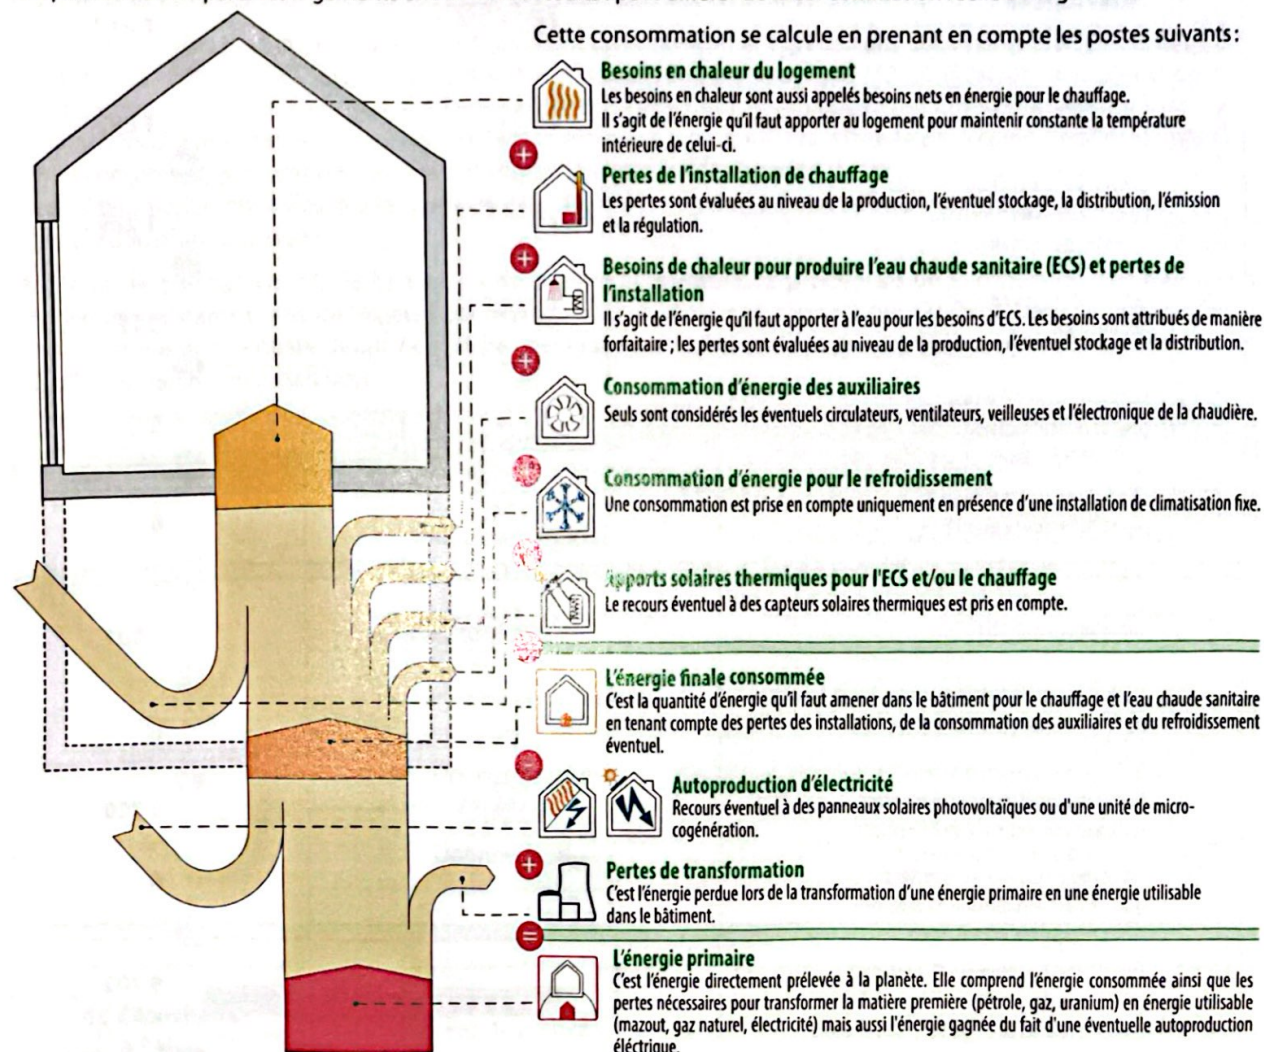 Cette consommation se calcule en prenant en compte les postes suivants :
Besoins en chaleur du logement
Les besoins en chaleur sont aussi appelés besoins nets en énergie pour le chauffage.
Il s'agit de l'énergie qu'il faut apporter au logement pour maintenir constante la température
intérieure de celui-ci.
+
Pertes de l'installation de chauffage
Les pertes sont évaluées au niveau de la production, l'éventuel stockage, la distribution, l'émission
et la régulation.
+
Besoins de chaleur pour produire l'eau chaude sanitaire (ECS) et pertes de
l'installation
Il s'agit de l'énergie qu'il faut apporter à l'eau pour les besoins d'ECS. Les besoins sont attribués de manière
forfaitaire ; les pertes sont évaluées au niveau de la production, l'éventuel stockage et la distribution.
+
Consommation d'énergie des auxiliaires
Seuls sont considérés les éventuels circulateurs, ventilateurs, veilleuses et l'électronique de la chaudière.
Consommation d'énergie pour le refroidissement
Une consommation est prise en compte uniquement en présence d'une installation de climatisation fixe.
Apports solaires thermiques pour l'ECS et/ou le chauffage
Le recours éventuel à des capteurs solaires thermiques est pris en compte.
L'énergie finale consommée
C'est la quantité d'énergie qu'il faut amener dans le bâtiment pour le chauffage et l'eau chaude sanitaire
en tenant compte des pertes des installations, de la consommation des auxiliaires et du refroidissement
éventuel.
-
Autoproduction d'électricité
Recours éventuel à des panneaux solaires photovoltaïques ou d'une unité de micro-
cogénération.
+
Pertes de transformation
C'est l'énergie perdue lors de la transformation d'une énergie primaire en une énergie utilisable
dans le bâtiment.
=
L'énergie primaire
C'est l'énergie directement prélevée à la planète. Elle comprend l'énergie consommée ainsi que les
pertes nécessaires pour transformer la matière première (pétrole, gaz, uranium) en énergie utilisable
(mazout, gaz naturel, électricité) mais aussi l'énergie gagnée du fait d'une éventuelle autoproduction
électrique.